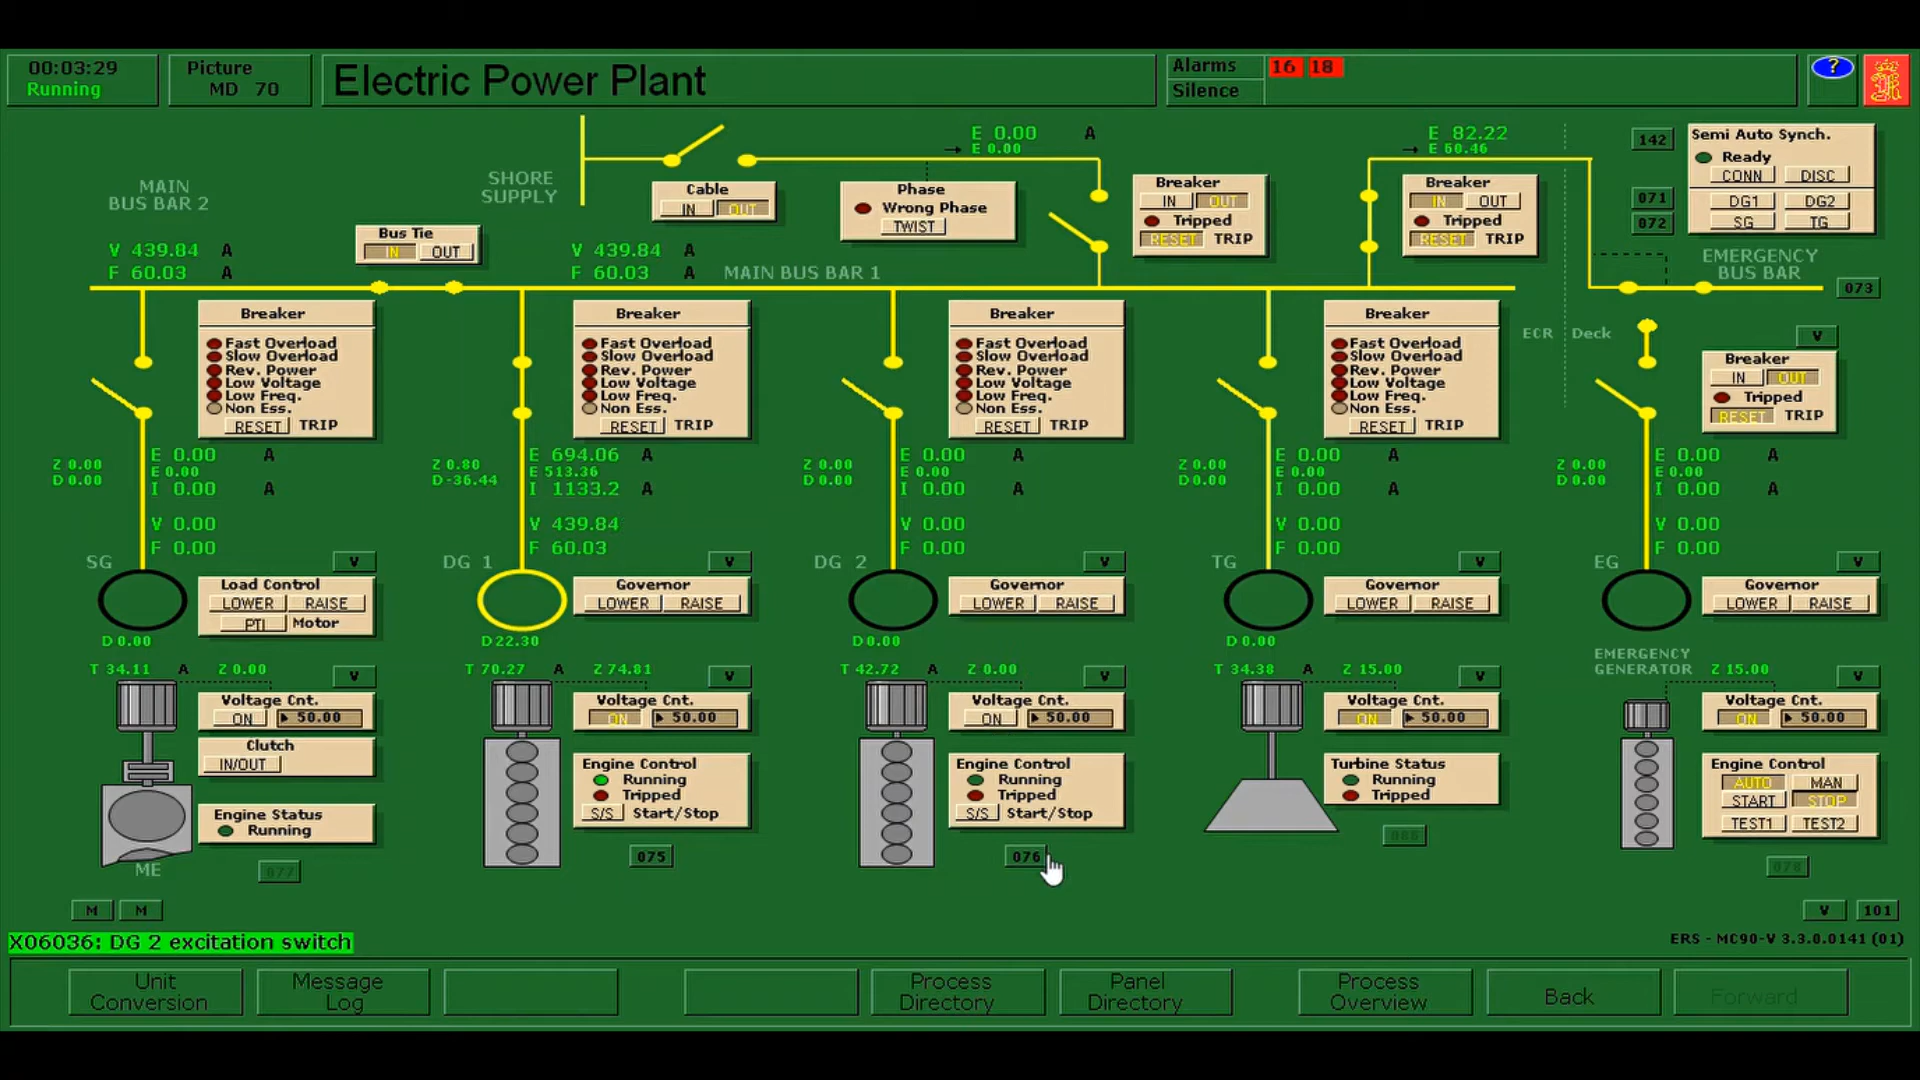 00:03:29
Running
Picture
MD 70
Electric Power Plant
Alarms 16 18
Silence
?
E 0.00 A
E 0.00
E 82.22
E 60.46
142
Semi Auto Synch.
Ready
CONN DISC
071 DG1 DG2
072 SG TG
MAIN
BUS BAR 2
SHORE
SUPPLY
Cable
IN OUT
Phase
Wrong Phase
TWIST
Breaker
IN OUT
Tripped
RESET TRIP
Breaker
IN OUT
Tripped
RESET TRIP
Bus Tie
IN OUT
V 439.84 A
F 60.03 A
V 439.84 A
F 60.03 A
MAIN BUS BAR 1
EMERGENCY
BUS BAR
073
Breaker
Fast Overload
Slow Overload
Rev. Power
Low Voltage
Low Freq.
Non Ess.
RESET TRIP
Breaker
Fast Overload
Slow Overload
Rev. Power
Low Voltage
Low Freq.
Non Ess.
RESET TRIP
Breaker
Fast Overload
Slow Overload
Rev. Power
Low Voltage
Low Freq.
Non Ess.
RESET TRIP
Breaker
Fast Overload
Slow Overload
Rev. Power
Low Voltage
Low Freq.
Non Ess.
RESET TRIP
ECR Deck
V
Breaker
IN OUT
Tripped
RESET TRIP
Z 0.00
D 0.00
E 0.00 A
E 0.00
I 0.00 A
V 0.00
F 0.00
Z 0.80
D -36.44
E 694.06 A
E 513.36
I 1133.2 A
V 439.84
F 60.03
Z 0.00
D 0.00
E 0.00 A
E 0.00
I 0.00 A
V 0.00
F 0.00
Z 0.00
D 0.00
E 0.00 A
E 0.00
I 0.00 A
V 0.00
F 0.00
Z 0.00
D 0.00
E 0.00 A
E 0.00
I 0.00 A
V 0.00
F 0.00
SG V
Load Control
LOWER RAISE
PTI Motor
D 0.00
DG 1 V
Governor
LOWER RAISE
D 22.30
DG 2 V
Governor
LOWER RAISE
D 0.00
TG V
Governor
LOWER RAISE
D 0.00
EG V
Governor
LOWER RAISE
EMERGENCY
GENERATOR Z 15.00 V
T 34.11 A Z 0.00 V
Voltage Cnt.
ON 50.00
Clutch
IN/OUT
Engine Status
Running
ME
077
T 70.27 A Z 74.81 V
Voltage Cnt.
ON 50.00
Engine Control
Running
Tripped
S/S Start/Stop
075
T 42.72 A Z 0.00 V
Voltage Cnt.
ON 50.00
Engine Control
Running
Tripped
S/S Start/Stop
076
T 34.38 A Z 15.00 V
Voltage Cnt.
ON 50.00
Turbine Status
Running
Tripped
Voltage Cnt.
ON 50.00
Engine Control
AUTO MAN
START STOP
TEST1 TEST2
M M
V 101
X06036: DG 2 excitation switch
ERS - MC90-V 3.3.0.0141 (01)
Unit
Conversion
Message
Log
Process
Directory
Panel
Directory
Process
Overview
Back
Forward